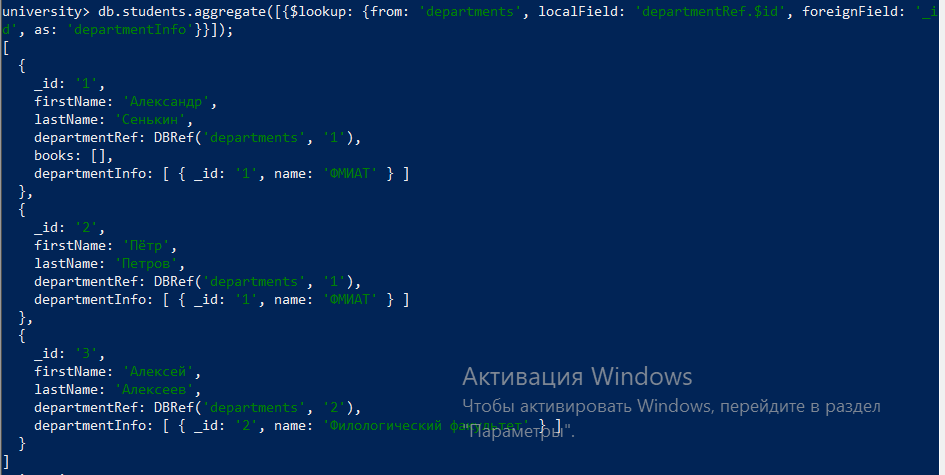 university> db.students.aggregate([{$lookup: {from: 'departments', localField: 'departmentRef.$id', foreignField: '_i
d', as: 'departmentInfo'}}]);
[
  {
    _id: '1',
    firstName: 'Александр',
    lastName: 'Сенькин',
    departmentRef: DBRef('departments', '1'),
    books: [],
    departmentInfo: [ { _id: '1', name: 'ФМИАТ' } ]
  },
  {
    _id: '2',
    firstName: 'Пётр',
    lastName: 'Петров',
    departmentRef: DBRef('departments', '1'),
    departmentInfo: [ { _id: '1', name: 'ФМИАТ' } ]
  },
  {
    _id: '3',
    firstName: 'Алексей',
    lastName: 'Алексеев',
    departmentRef: DBRef('departments', '2'),
    departmentInfo: [ { _id: '2', name: 'Филологический факультет' } ]
  }
]
Активация Windows
Чтобы активировать Windows, перейдите в раздел
"Параметры".